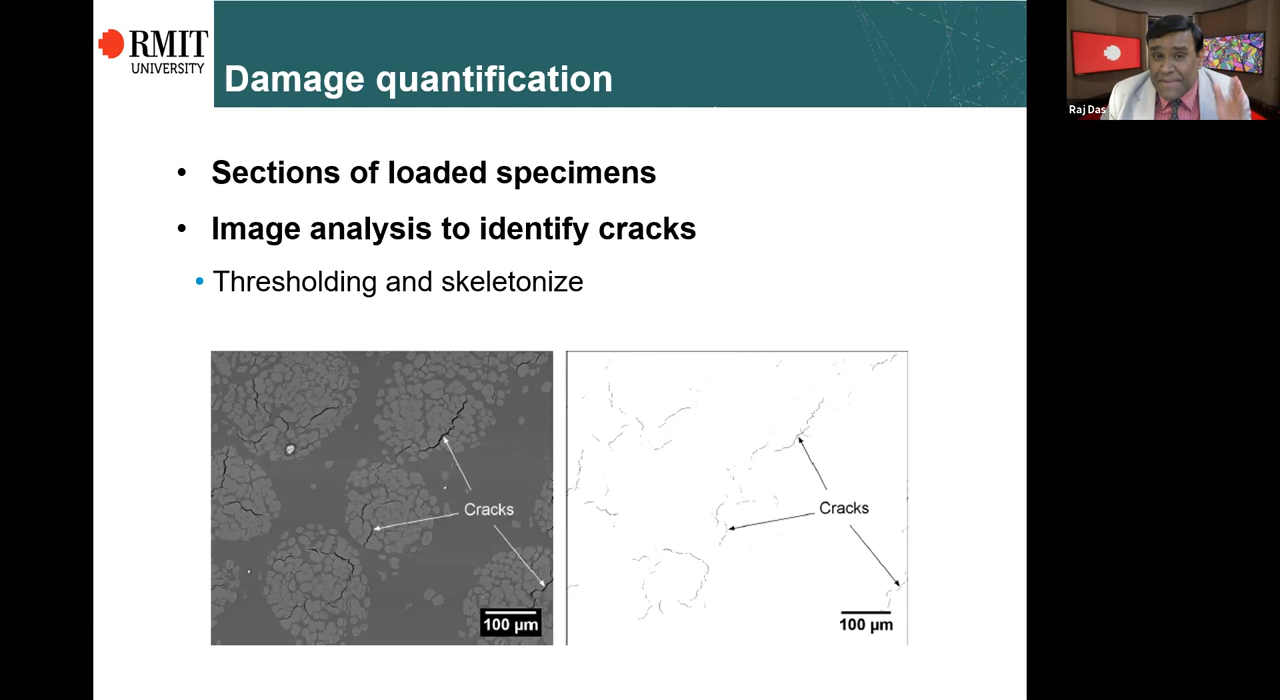 RMIT
UNIVERSITY
Damage quantification
Raj Das
• Sections of loaded specimens
• Image analysis to identify cracks
• Thresholding and skeletonize
Cracks
100 µm
Cracks
100 µm